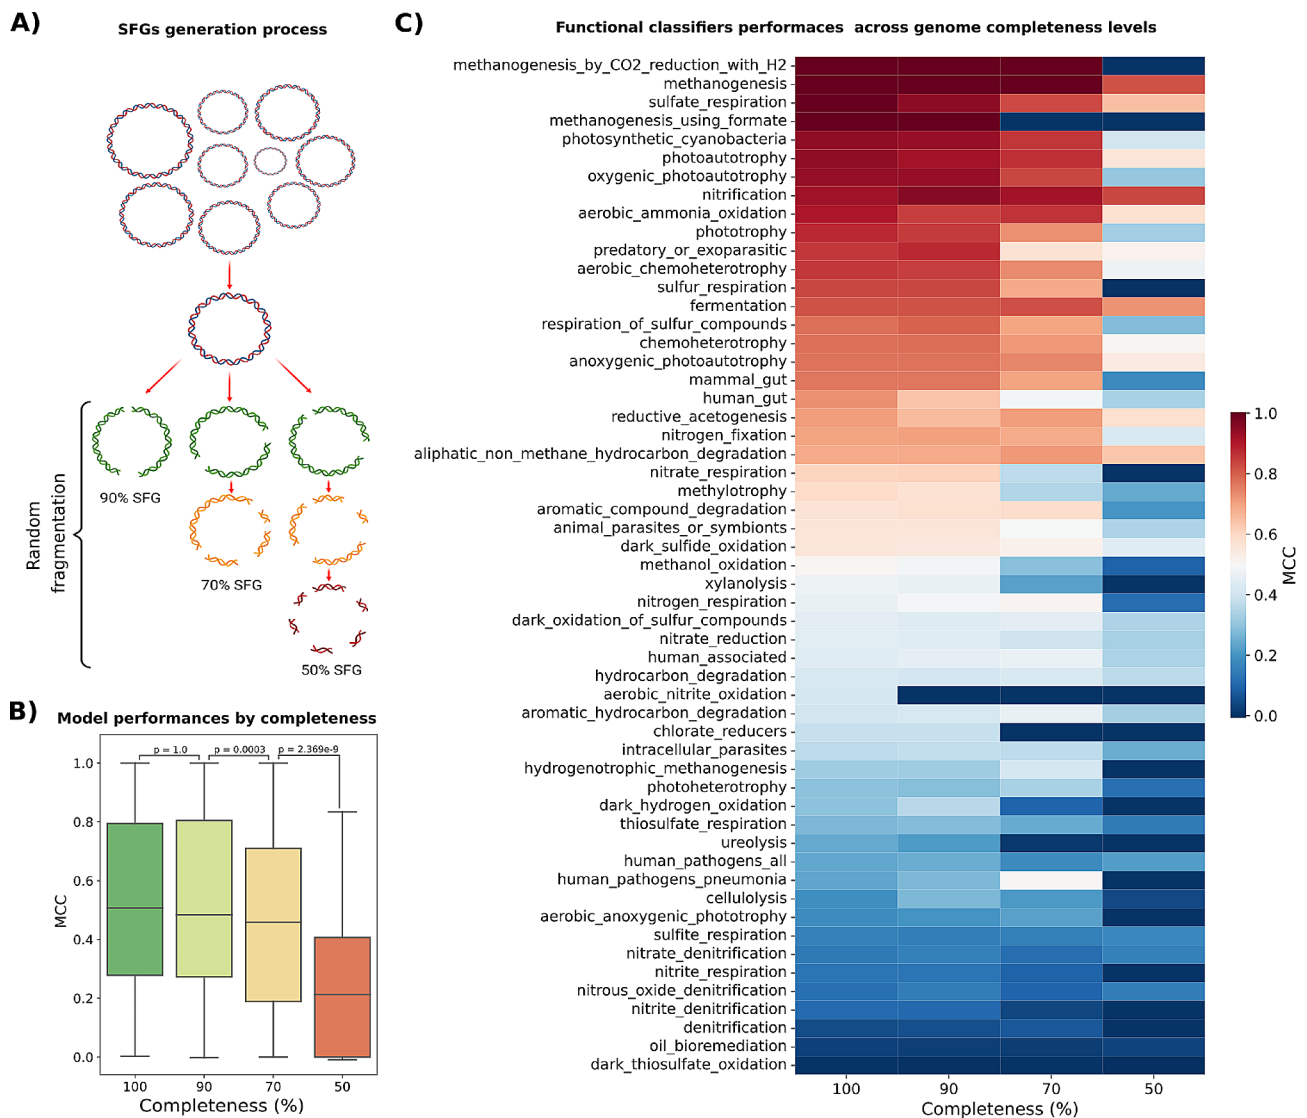 A)
SFGs generation process
90% SFG
70% SFG
50% SFG
Random
fragmentation
B)
Model performances by completeness
p = 1.0
p = 0.0003
p = 2.369e-9
1.0
0.8
0.6
0.4
0.2
0.0
MCC
100
90
70
50
Completeness (%)
C)
Functional classifiers performaces across genome completeness levels
methanogenesis_by_CO2_reduction_with_H2
methanogenesis
sulfate_respiration
methanogenesis_using_formate
photosynthetic_cyanobacteria
photoautotrophy
oxygenic_photoautotrophy
nitrification
aerobic_ammonia_oxidation
phototrophy
predatory_or_exoparasitic
aerobic_chemoheterotrophy
sulfur_respiration
fermentation
respiration_of_sulfur_compounds
chemoheterotrophy
anoxygenic_photoautotrophy
mammal_gut
human_gut
reductive_acetogenesis
nitrogen_fixation
aliphatic_non_methane_hydrocarbon_degradation
nitrate_respiration
methylotrophy
aromatic_compound_degradation
animal_parasites_or_symbionts
dark_sulfide_oxidation
methanol_oxidation
xylanolysis
nitrogen_respiration
dark_oxidation_of_sulfur_compounds
nitrate_reduction
human_associated
hydrocarbon_degradation
aerobic_nitrite_oxidation
aromatic_hydrocarbon_degradation
chlorate_reducers
intracellular_parasites
hydrogenotrophic_methanogenesis
photoheterotrophy
dark_hydrogen_oxidation
thiosulfate_respiration
ureolysis
human_pathogens_all
human_pathogens_pneumonia
cellulolysis
aerobic_anoxygenic_phototrophy
sulfite_respiration
nitrate_denitrification
nitrite_respiration
nitrous_oxide_denitrification
nitrite_denitrification
denitrification
oil_bioremediation
dark_thiosulfate_oxidation
100
90
70
50
Completeness (%)
1.0
0.8
0.6
0.4
0.2
0.0
MCC